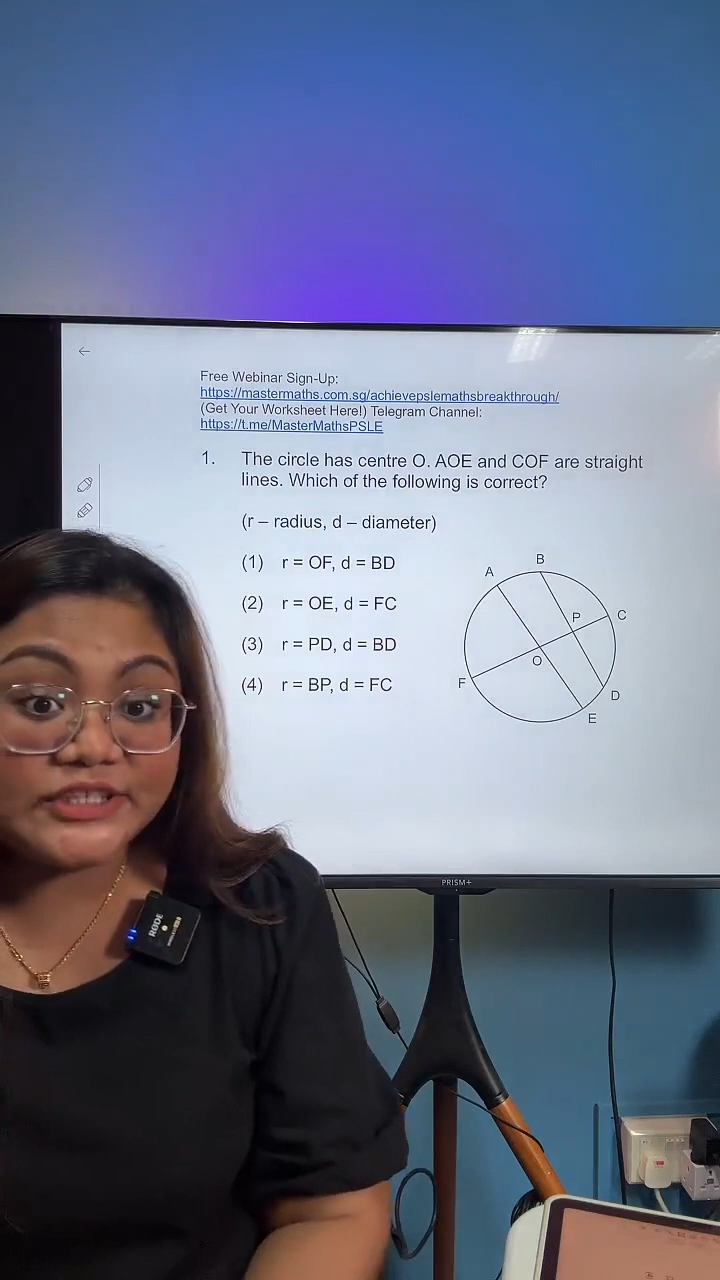 Free Webinar Sign-Up:
https://mastermaths.com.sg/achievepslemathsbreakthrough/
(Get Your Worksheet Here!) Telegram Channel:
https://t.me/MasterMathsPSLE
1. The circle has centre O. AOE and COF are straight
lines. Which of the following is correct?
(r – radius, d – diameter)
(1) r = OF, d = BD
(2) r = OE, d = FC
(3) r = PD, d = BD
(4) r = BP, d = FC
A
B
P
C
O
F
D
E
PRISM+
RODE